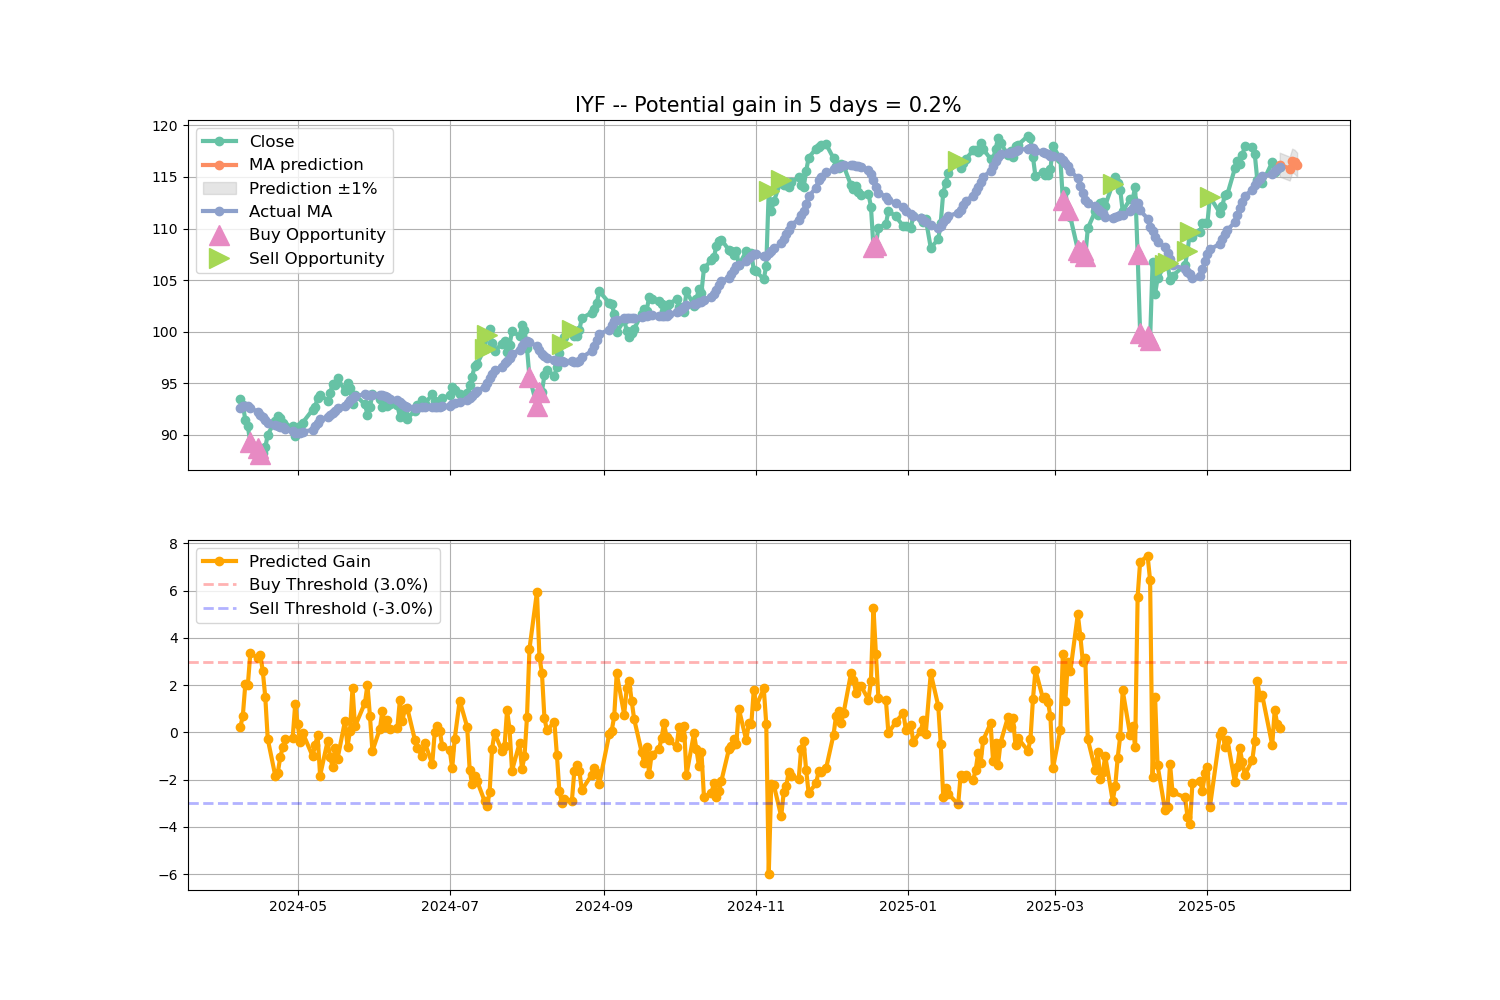 IYF -- Potential gain in 5 days = 0.2%
120
115
110
105
100
95
90
Close
MA prediction
Prediction ±1%
Actual MA
Buy Opportunity
Sell Opportunity
8
6
4
2
0
−2
−4
−6
Predicted Gain
Buy Threshold (3.0%)
Sell Threshold (-3.0%)
2024-05
2024-07
2024-09
2024-11
2025-01
2025-03
2025-05